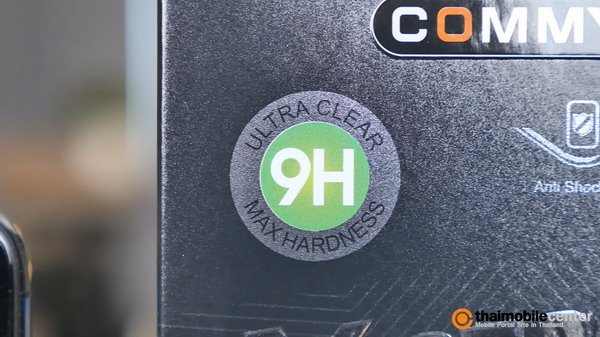 COMMY
ULTRA CLEAR
9H
MAX HARDNESS
Anti Shock
thaimobilecenter
Mobile Portal Site in Thailand.